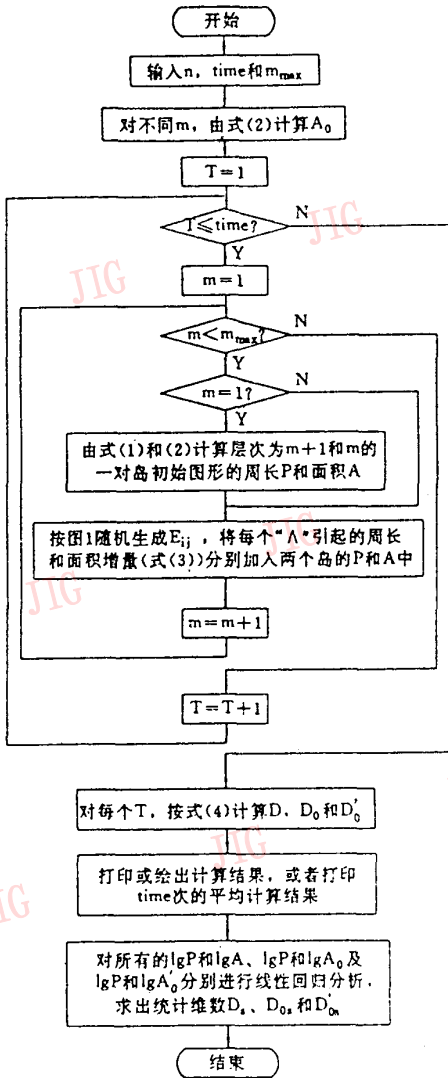 开始
输入n, time和m_max
对不同m, 由式(2)计算A₀
T=1
T≤time?
N
Y
JIG
JIG
m=1
m<m_max?
N
Y
m=1?
N
Y
由式(1)和(2)计算层次为m+1和m的
一对岛初始图形的周长P和面积A
按图1随机生成E_ij, 将每个"Λ"引起的周长
和面积增量(式(3))分别加入两个岛的P和A中
JIG
JIG
m=m+1
T=T+1
对每个T, 按式(4)计算D, D₀和D₀′
JIG
打印或绘出计算结果, 或者打印
time次的平均计算结果
JIG
对所有的lgP和lgA、lgP和lgA₀及
lgP和lgA₀′分别进行线性回归分析,
求出统计维数Dₛ、D₀ₛ和D₀ₛ′
结束